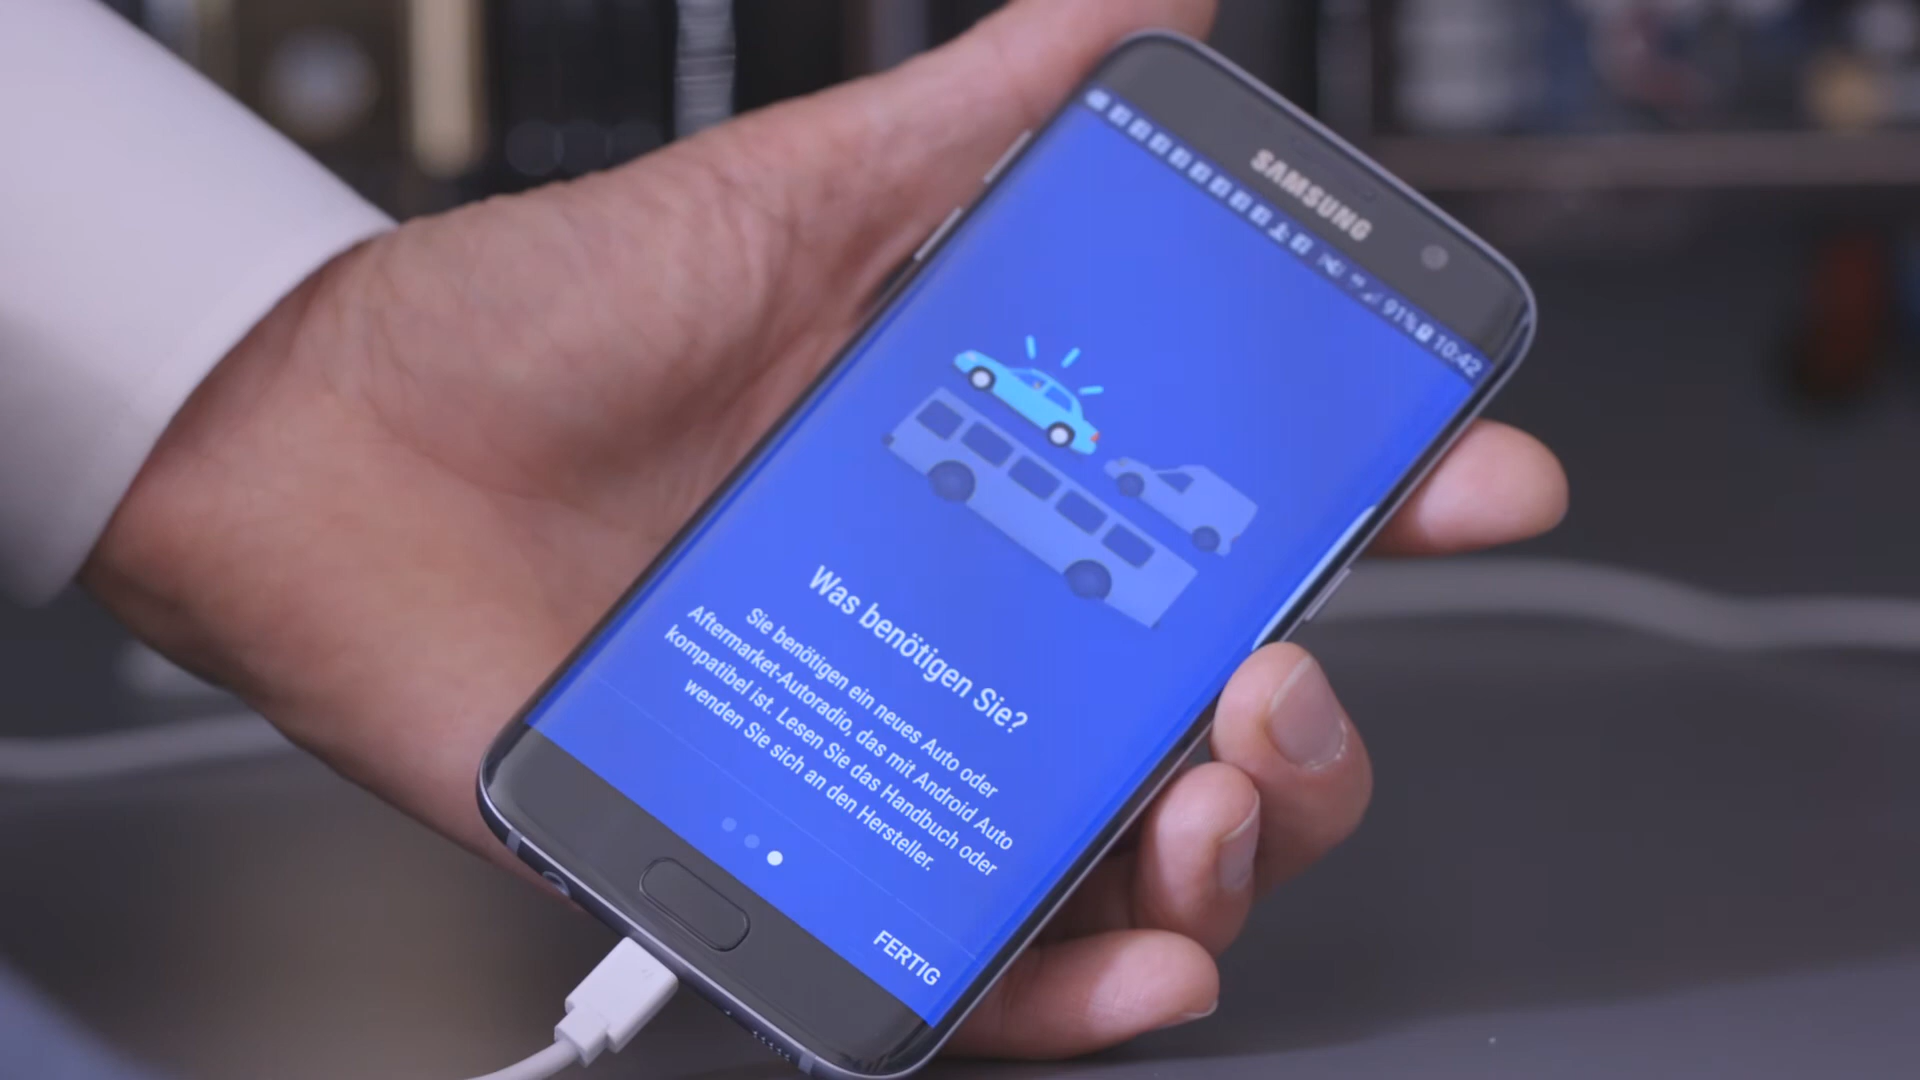 SAMSUNG
91% 10:42
Was benötigen Sie?
Sie benötigen ein neues Auto oder
Aftermarket-Autoradio, das mit Android Auto
kompatibel ist. Lesen Sie das Handbuch oder
wenden Sie sich an den Hersteller.
FERTIG